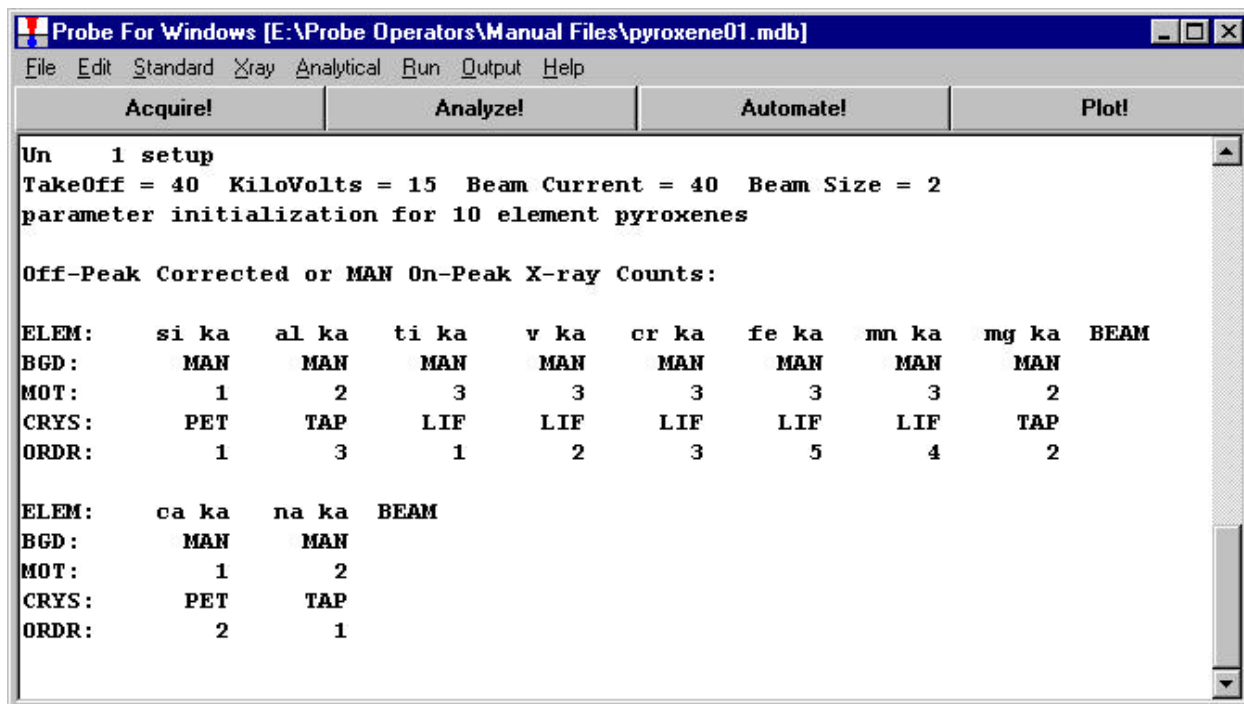 Probe For Windows [E:\Probe Operators\Manual Files\pyroxene01.mdb]
File Edit Standard Xray Analytical Run Output Help
Acquire! Analyze! Automate! Plot!
Un 1 setup
TakeOff = 40 KiloVolts = 15 Beam Current = 40 Beam Size = 2
parameter initialization for 10 element pyroxenes
Off-Peak Corrected or MAN On-Peak X-ray Counts:
ELEM: si ka al ka ti ka v ka cr ka fe ka mn ka mg ka BEAM
BGD: MAN MAN MAN MAN MAN MAN MAN MAN
MOT: 1 2 3 3 3 3 3 2
CRYS: PET TAP LIF LIF LIF LIF LIF TAP
ORDR: 1 3 1 2 3 5 4 2
ELEM: ca ka na ka BEAM
BGD: MAN MAN
MOT: 1 2
CRYS: PET TAP
ORDR: 2 1